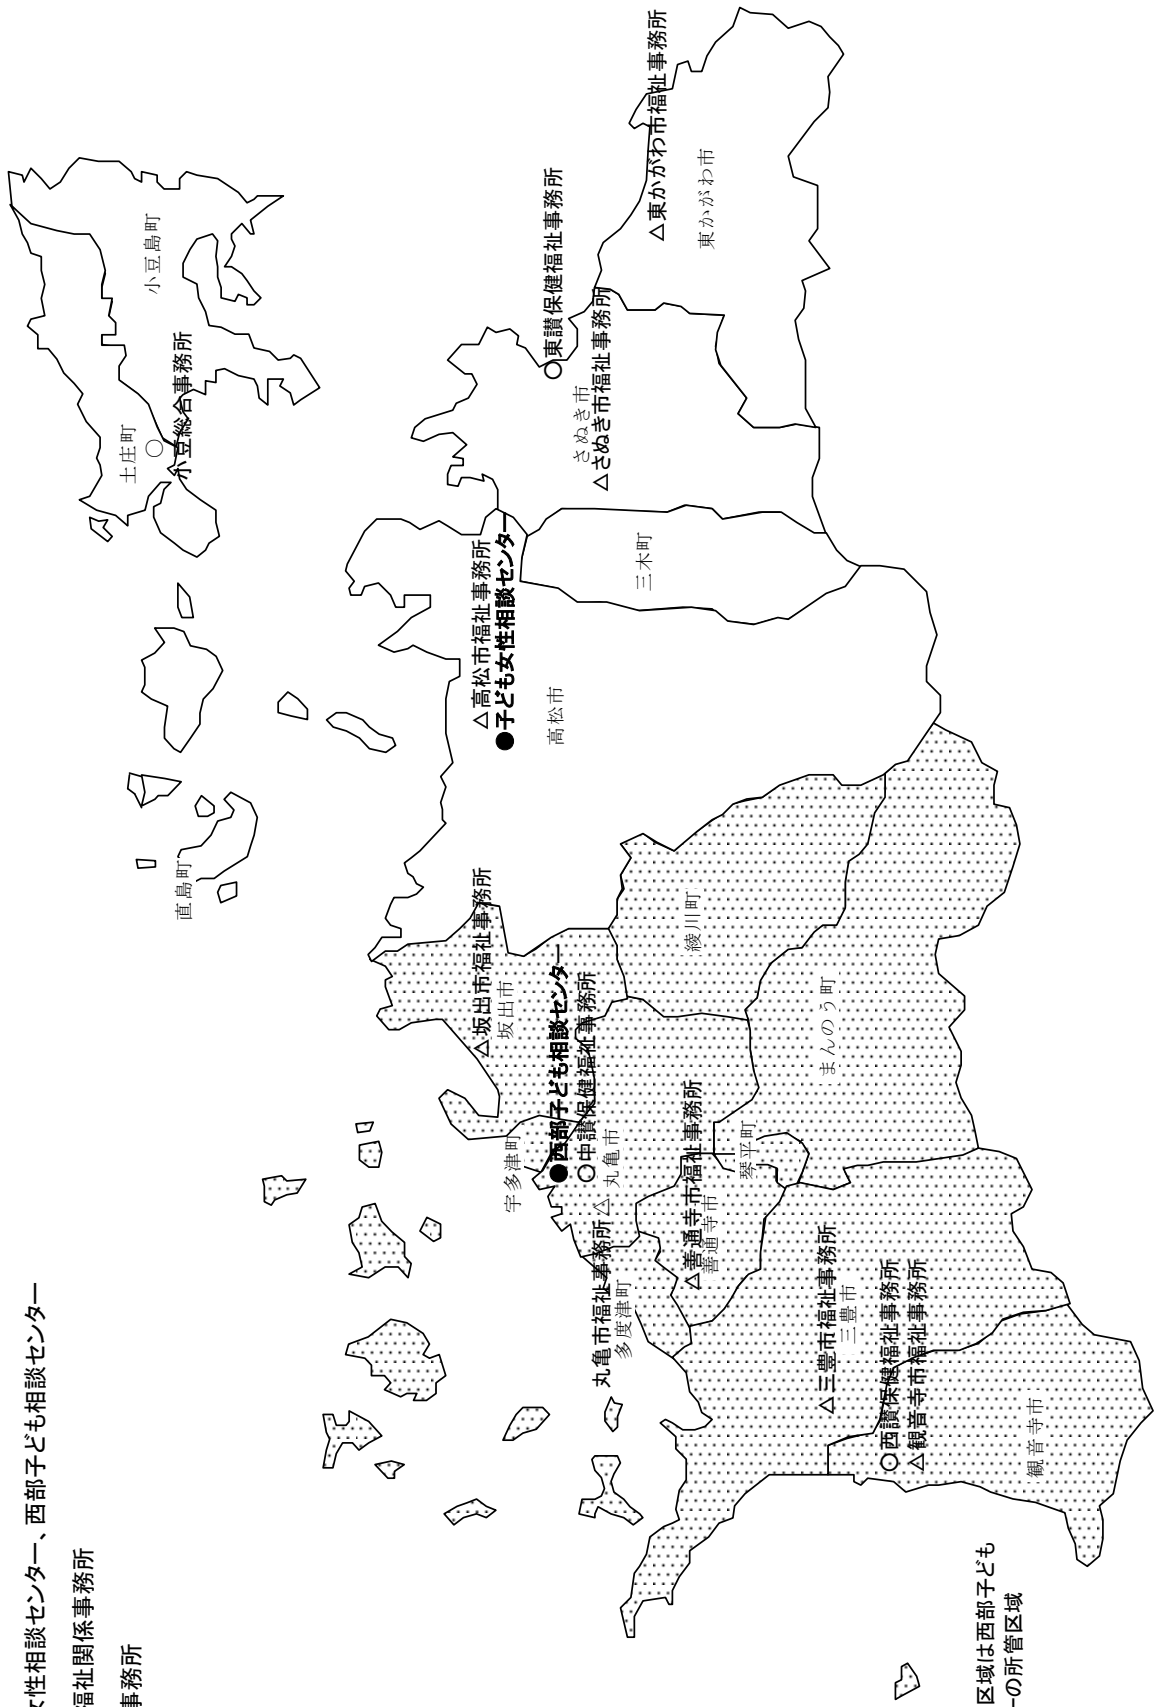 女性相談センター、西部子ども相談センター
福祉関係事務所
事務所
小豆島町
土庄町
○
小豆総合事務所
直島町
△東かがわ市福祉事務所
東かがわ市
○東讃保健福祉事務所
さぬき市
△さぬき市福祉事務所
三木町
△高松市福祉事務所
●子ども女性相談センター
高松市
△坂出市福祉事務所
坂出市
綾川町
●西部子ども相談センター
○中讃保健福祉事務所
宇多津町
丸亀市
△
丸亀市福祉事務所
多度津町
△善通寺市福祉事務所
善通寺市
琴平町
まんのう町
△三豊市福祉事務所
三豊市
○西讃保健福祉事務所
△観音寺市福祉事務所
観音寺市
区域は西部子ども
ーの所管区域